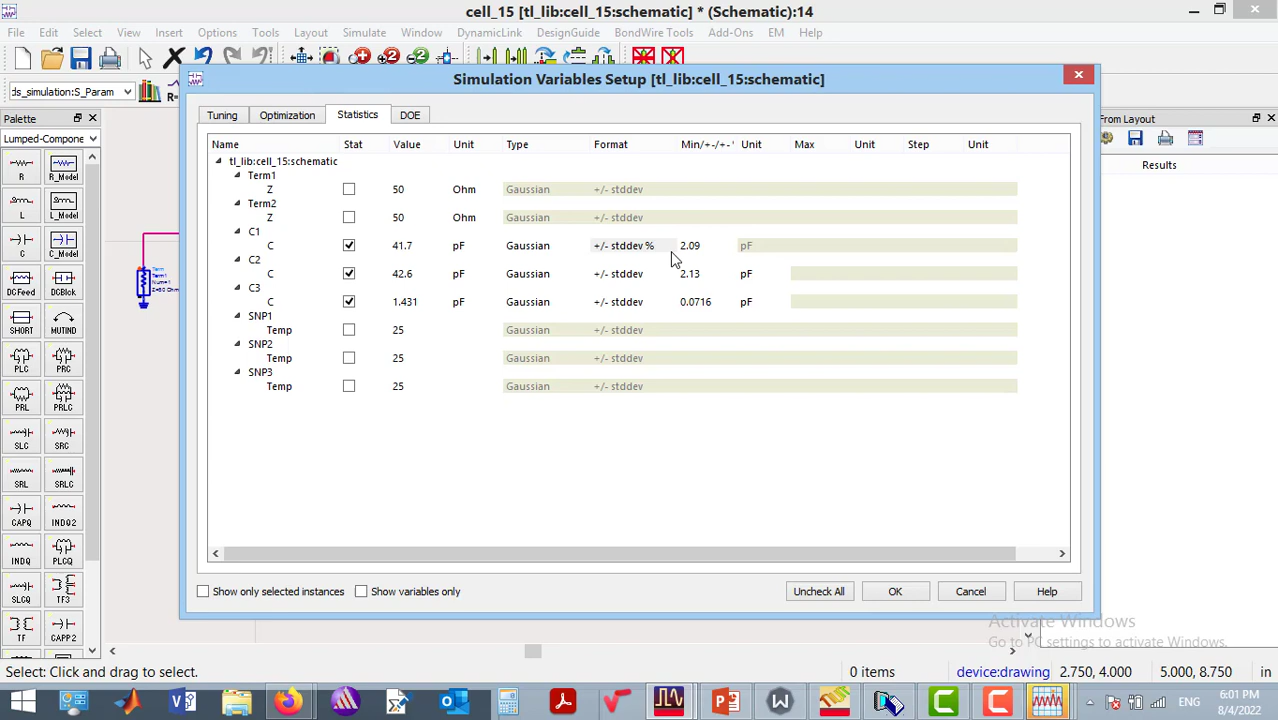 cell_15 [tl_lib:cell_15:schematic] * (Schematic):14
File Edit Select View Insert Options Tools Layout Simulate Window DynamicLink DesignGuide BondWire Tools Add-Ons EM Help
ds_simulation:S_Param
Simulation Variables Setup [tl_lib:cell_15:schematic]
Tuning Optimization Statistics DOE
Name Stat Value Unit Type Format Min/+-/+-' Unit Max Unit Step Unit
tl_lib:cell_15:schematic
Term1
Z 50 Ohm Gaussian +/- stddev
Term2
Z 50 Ohm Gaussian +/- stddev
C1
C 41.7 pF Gaussian +/- stddev % 2.09 pF
C2
C 42.6 pF Gaussian +/- stddev 2.13 pF
C3
C 1.431 pF Gaussian +/- stddev 0.0716 pF
SNP1
Temp 25 Gaussian +/- stddev
SNP2
Temp 25 Gaussian +/- stddev
SNP3
Temp 25 Gaussian +/- stddev
Show only selected instances Show variables only Uncheck All OK Cancel Help
Palette
Lumped-Component
R R_Model
L L_Model
C C_Model
DCFeed DCBlock
SHORT MUTIND
PLC PRC
PRL PRLC
SLC SRC
SRL SRLC
CAPQ INDQ2
INDQ PLCQ
SLCQ TF3
TF CAPP2
Term
Term1
Num=1
Z=50 Ohm
From Layout
Results
Activate Windows
Go to PC settings to activate Windows.
Select: Click and drag to select. 0 items device:drawing 2.750, 4.000 5.000, 8.750 in
ENG 6:01 PM
8/4/2022